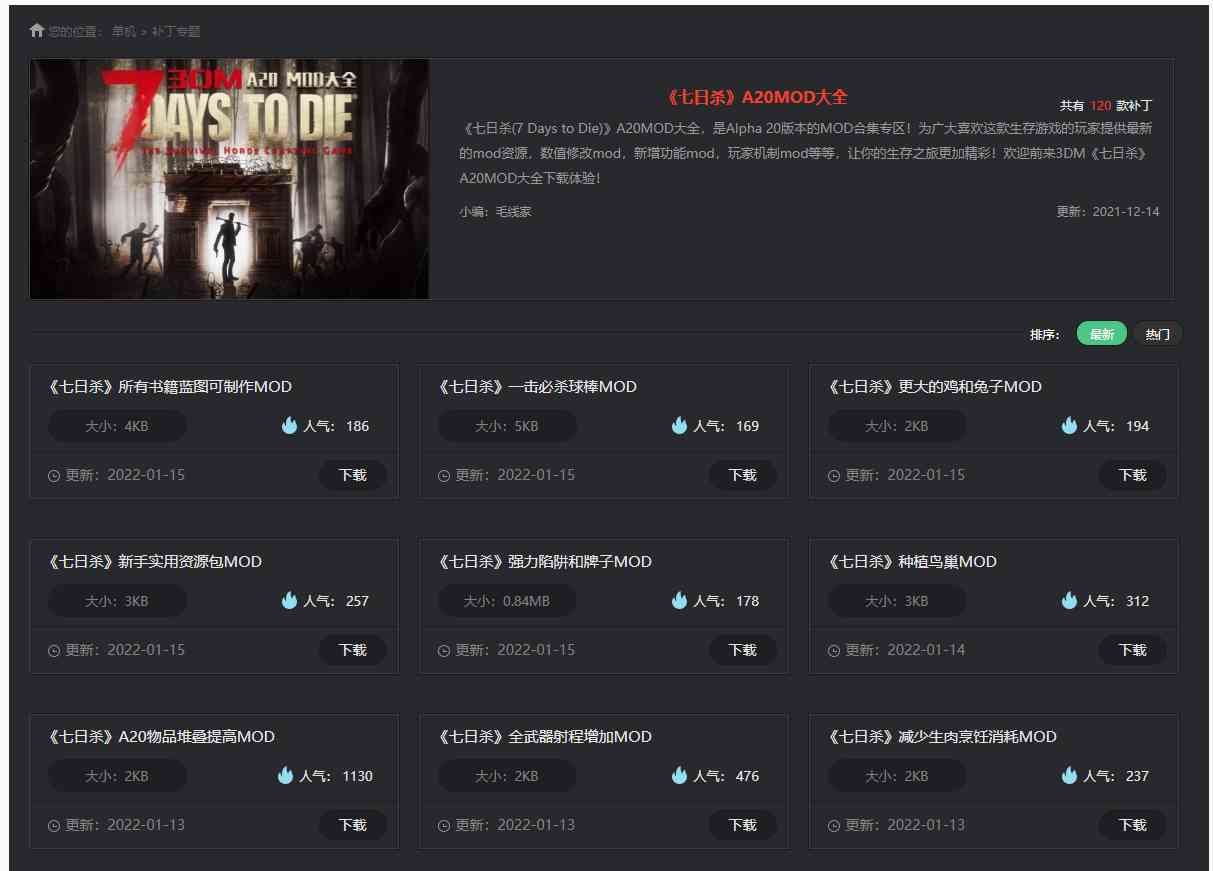 您的位置： 单机 > 补丁专题
3DM A20 MOD大全
7 DAYS TO DIE
THE SURVIVAL HORDE CRAFTING GAME
《七日杀》A20MOD大全
共有 120 款补丁
《七日杀(7 Days to Die)》A20MOD大全，是Alpha 20版本的MOD合集专区！为广大喜欢这款生存游戏的玩家提供最新
的mod资源，数值修改mod，新增功能mod，玩家机制mod等等，让你的生存之旅更加精彩！欢迎前来3DM《七日杀》
A20MOD大全下载体验！
小编：毛线家 更新：2021-12-14
排序： 最新 热门
《七日杀》所有书籍蓝图可制作MOD
大小：4KB 人气： 186
更新：2022-01-15 下载
《七日杀》一击必杀球棒MOD
大小：5KB 人气： 169
更新：2022-01-15 下载
《七日杀》更大的鸡和兔子MOD
大小：2KB 人气： 194
更新：2022-01-15 下载
《七日杀》新手实用资源包MOD
大小：3KB 人气： 257
更新：2022-01-15 下载
《七日杀》强力陷阱和牌子MOD
大小：0.84MB 人气： 178
更新：2022-01-15 下载
《七日杀》种植鸟巢MOD
大小：3KB 人气： 312
更新：2022-01-14 下载
《七日杀》A20物品堆叠提高MOD
大小：2KB 人气： 1130
更新：2022-01-13 下载
《七日杀》全武器射程增加MOD
大小：2KB 人气： 476
更新：2022-01-13 下载
《七日杀》减少生肉烹饪消耗MOD
大小：2KB 人气： 237
更新：2022-01-13 下载